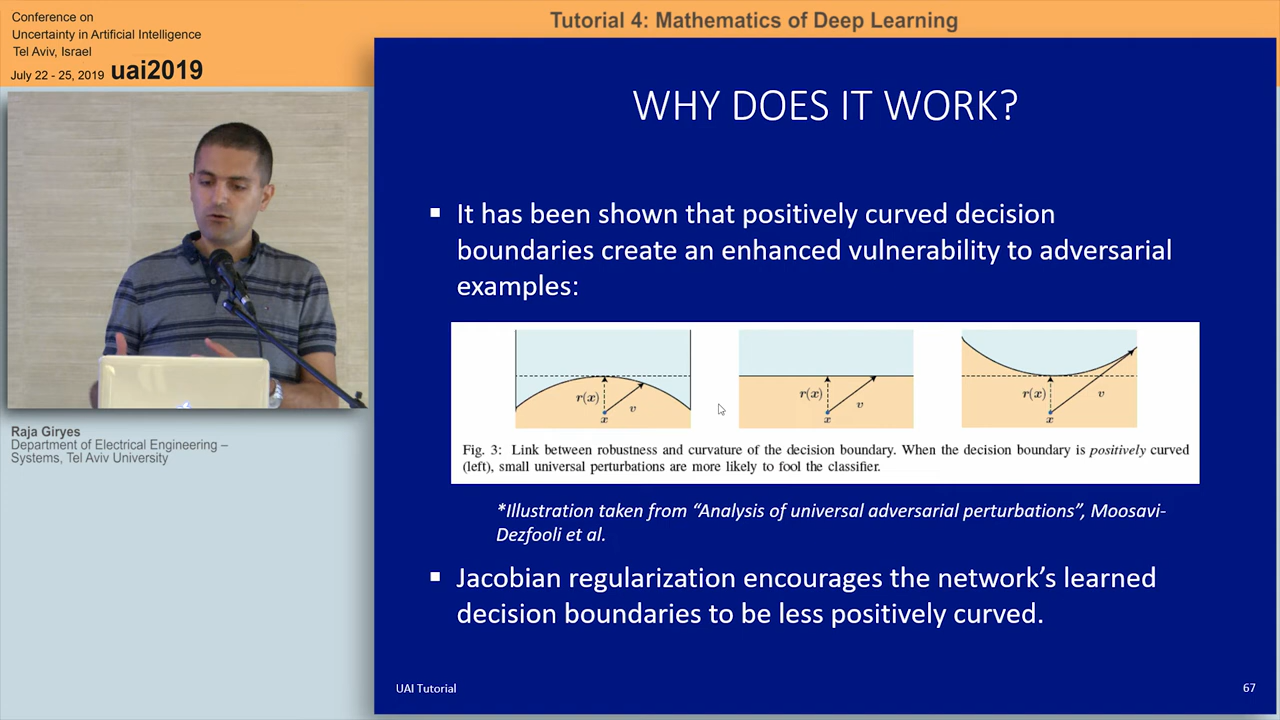 Conference on
Uncertainty in Artificial Intelligence
Tel Aviv, Israel
July 22 - 25, 2019 uai2019
Tutorial 4: Mathematics of Deep Learning
Raja Giryes
Department of Electrical Engineering –
Systems, Tel Aviv University
WHY DOES IT WORK?
▪ It has been shown that positively curved decision
boundaries create an enhanced vulnerability to adversarial
examples:
r(x) v x
r(x) v x
r(x) v x
Fig. 3: Link between robustness and curvature of the decision boundary. When the decision boundary is positively curved
(left), small universal perturbations are more likely to fool the classifier.
*Illustration taken from “Analysis of universal adversarial perturbations”, Moosavi-
Dezfooli et al.
▪ Jacobian regularization encourages the network’s learned
decision boundaries to be less positively curved.
UAI Tutorial
67